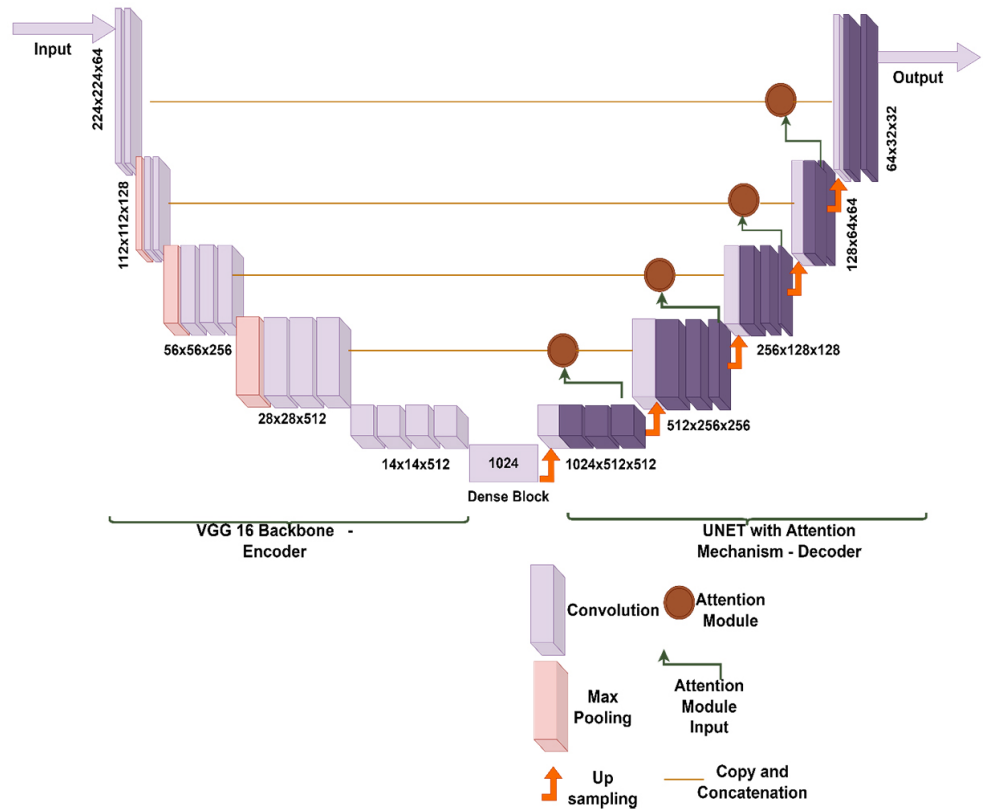 Input
224x224x64
112x112x128
56x56x256
28x28x512
14x14x512
1024
Dense Block
1024x512x512
512x256x256
256x128x128
128x64x64
64x32x32
Output
VGG 16 Backbone -
Encoder
UNET with Attention
Mechanism - Decoder
Convolution
Attention
Module
Max
Pooling
Attention
Module
Input
Up
sampling
Copy and
Concatenation